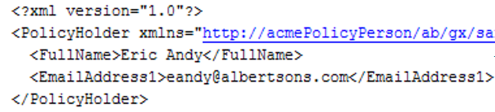 <?xml version="1.0"?>
<PolicyHolder xmlns="http://acmePolicyPerson/ab/gx/sa
<FullName>Eric Andy</FullName>
<EmailAddress1>eandy@albertsons.com</EmailAddress1>
</PolicyHolder>